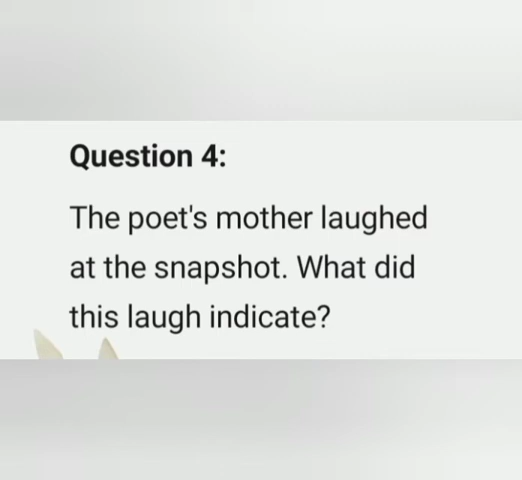 Question 4:
The poet's mother laughed
at the snapshot. What did
this laugh indicate?